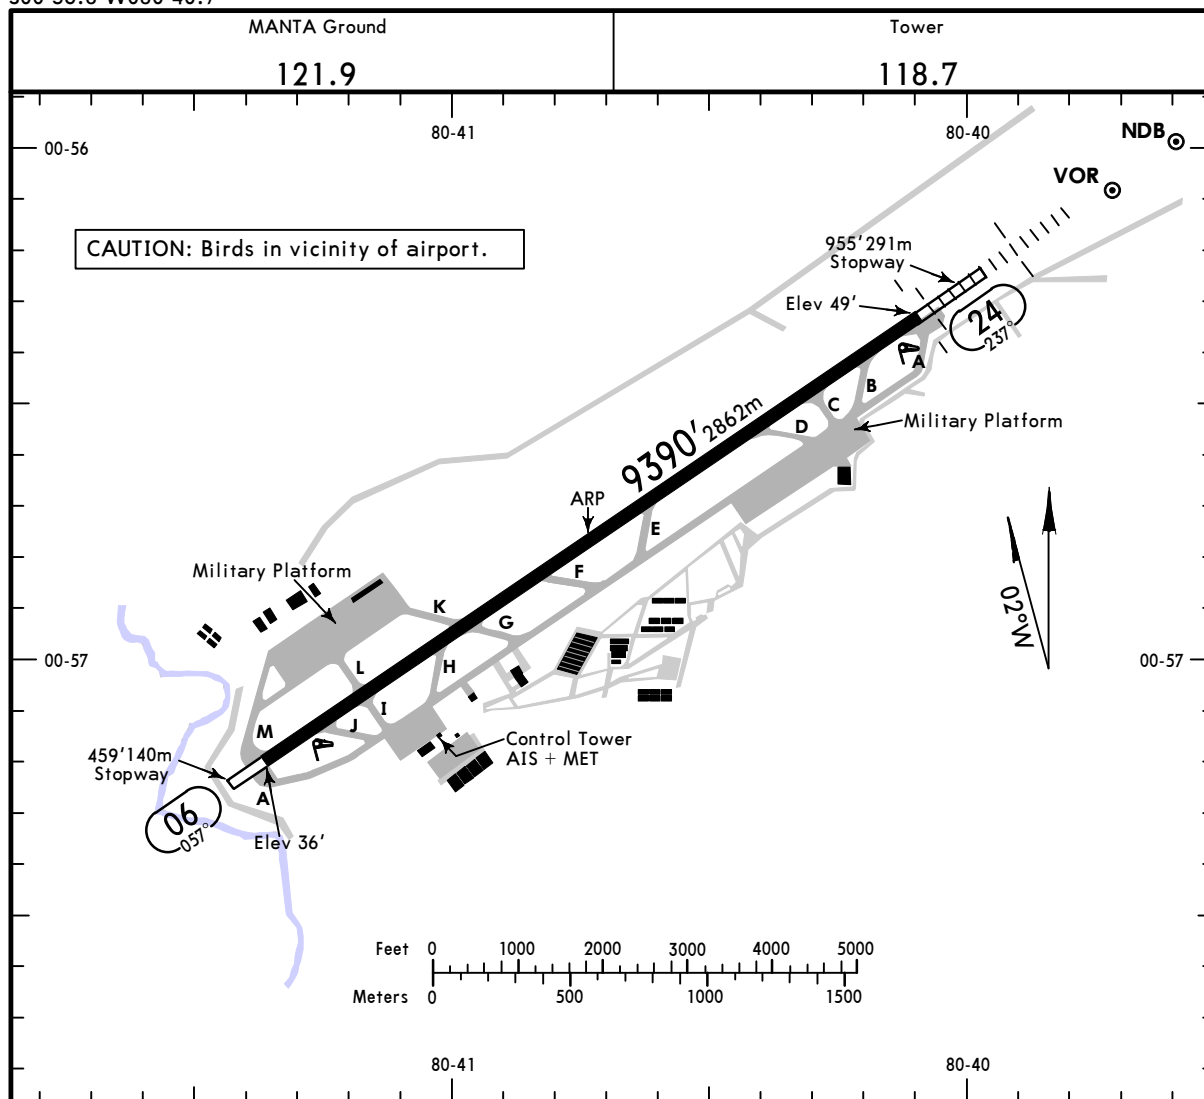 MANTA Ground
121.9
Tower
118.7
80-41
80-40
NDB
00-56
VOR
CAUTION: Birds in vicinity of airport.
955'291m
Stopway
Elev 49'
24
237°
A
B
C
D
Military Platform
9390' 2862m
ARP
E
F
Military Platform
K
G
02°W
L
H
00-57
00-57
I
J
M
Control Tower
AIS + MET
459'140m
Stopway
A
06
057°
Elev 36'
Feet 0 1000 2000 3000 4000 5000
Meters 0 500 1000 1500
80-41
80-40